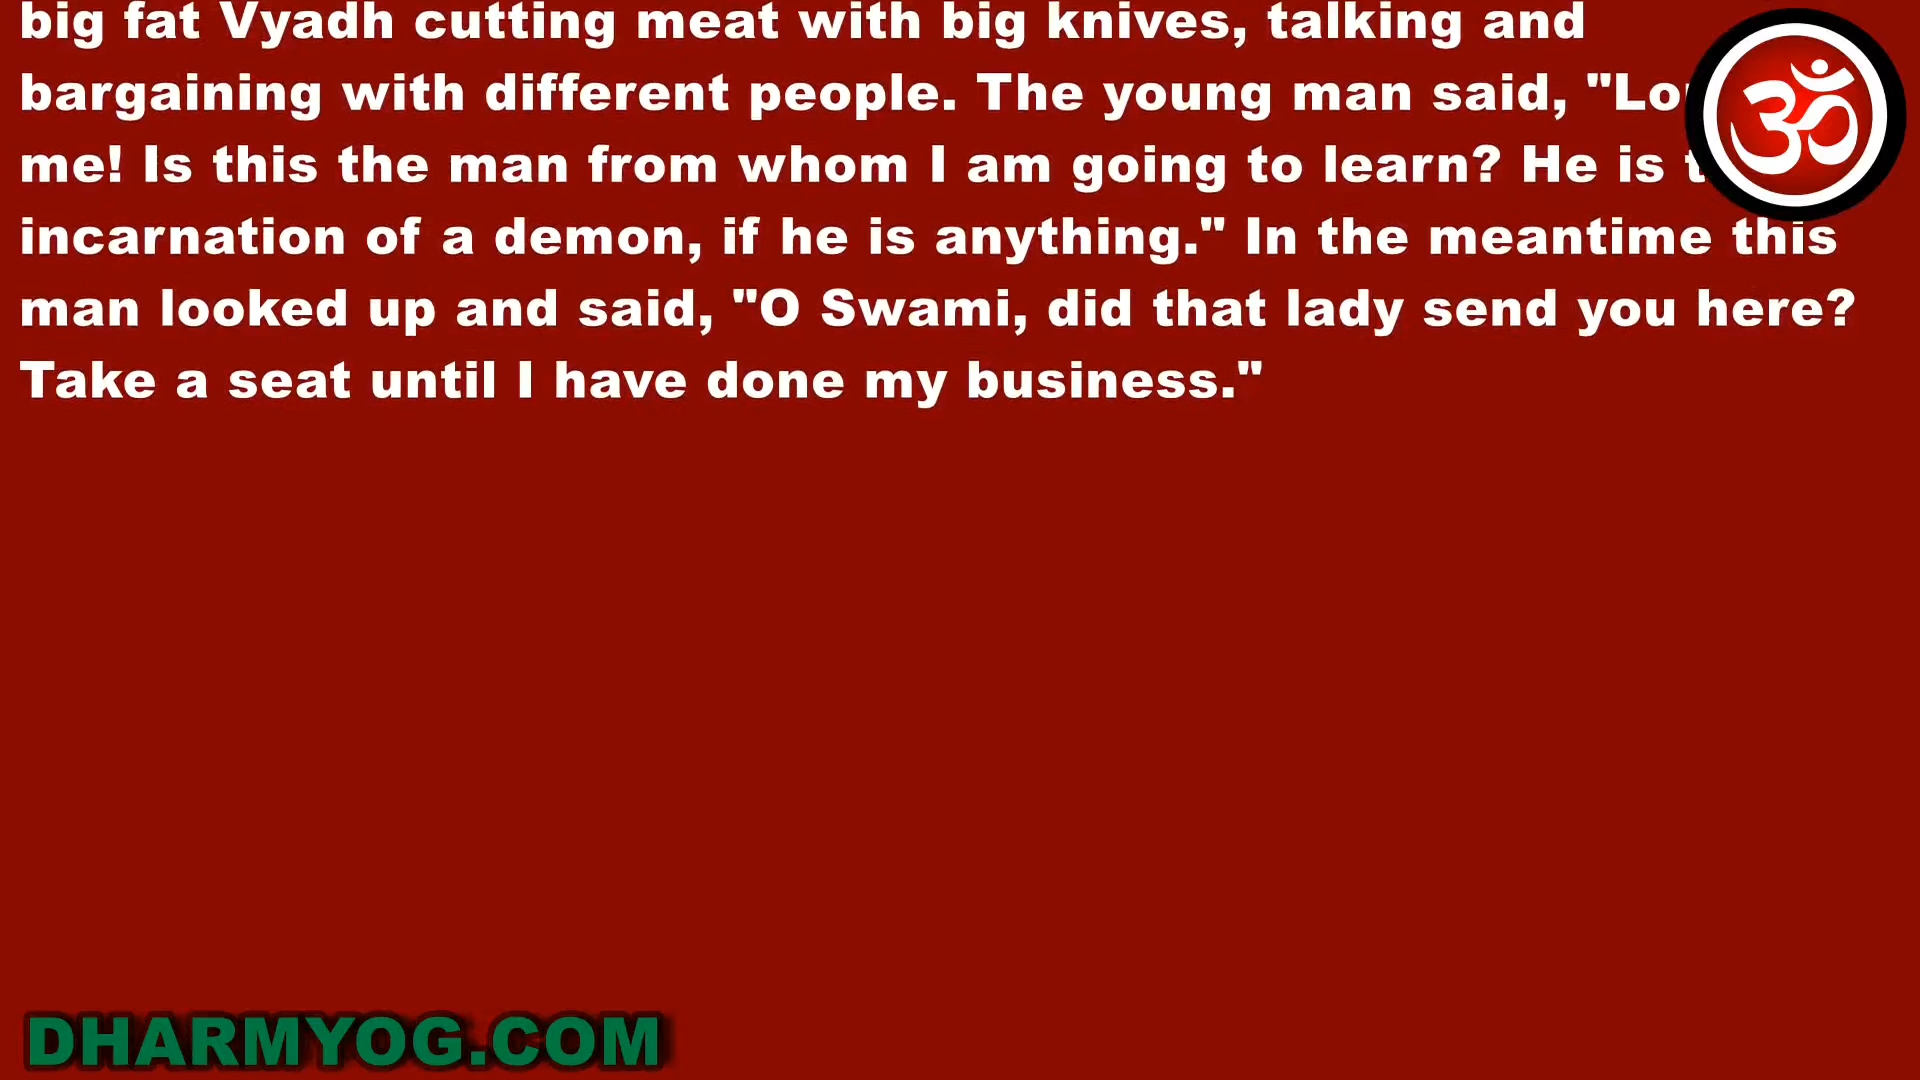 big fat Vyadh cutting meat with big knives, talking and
bargaining with different people. The young man said, "Lo
me! Is this the man from whom I am going to learn? He is t
incarnation of a demon, if he is anything." In the meantime this
man looked up and said, "O Swami, did that lady send you here?
Take a seat until I have done my business."
ॐ
DHARMYOG.COM